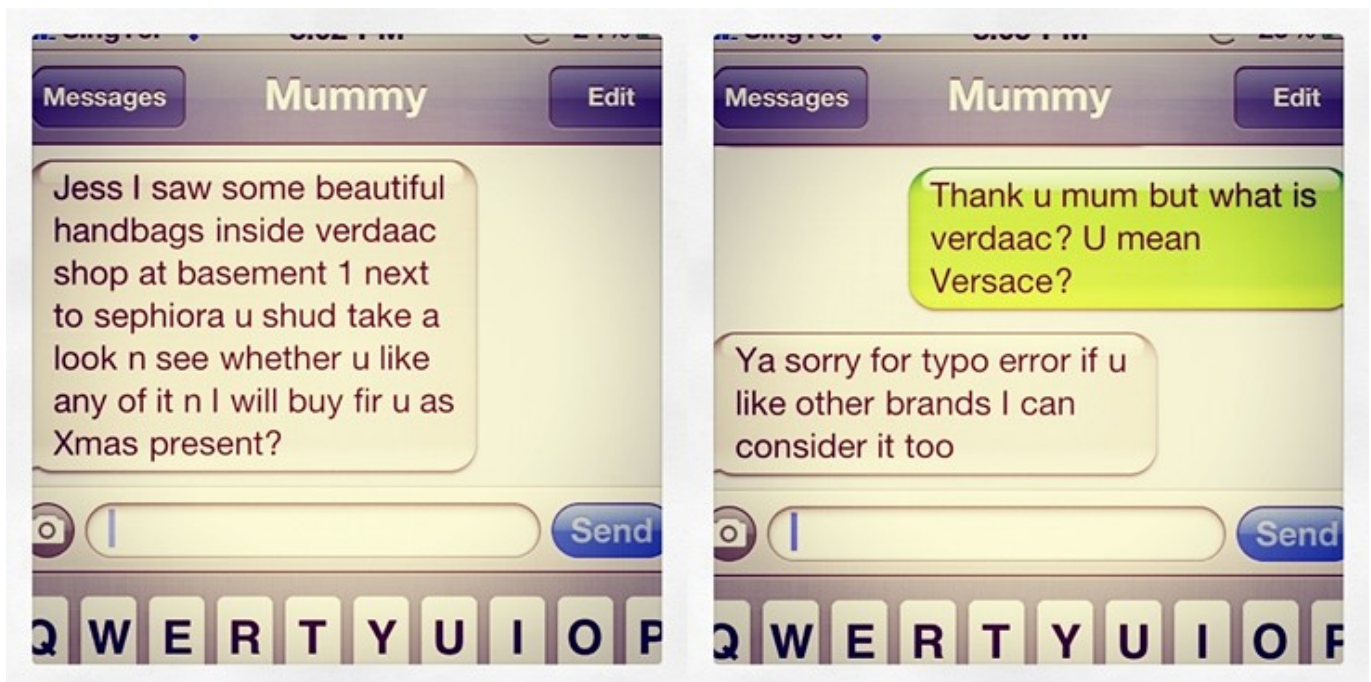 Messages
Mummy
Edit
Jess I saw some beautiful
handbags inside verdaac
shop at basement 1 next
to sephiora u shud take a
look n see whether u like
any of it n I will buy fir u as
Xmas present?
Send
Q W E R T Y U I O P
Messages
Mummy
Edit
Thank u mum but what is
verdaac? U mean
Versace?
Ya sorry for typo error if u
like other brands I can
consider it too
Send
Q W E R T Y U I O P